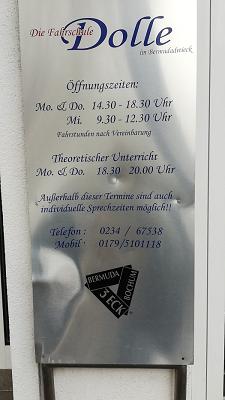 Die Fahrschule
Dolle
im Bermudadreieck
Öffnungszeiten:
Mo. & Do. 14.30 - 18.30 Uhr
Mi. 9.30 - 12.30 Uhr
Fahrstunden nach Vereinbarung
Theoretischer Unterricht
Mo. & Do. 18.30 20.00 Uhr
„Außerhalb dieser Termine sind auch
individuelle Sprechzeiten möglich!!“
Telefon : 0234 / 67538
Mobil : 0179/5101118
BERMUDA
3 ECK
BOCHUM